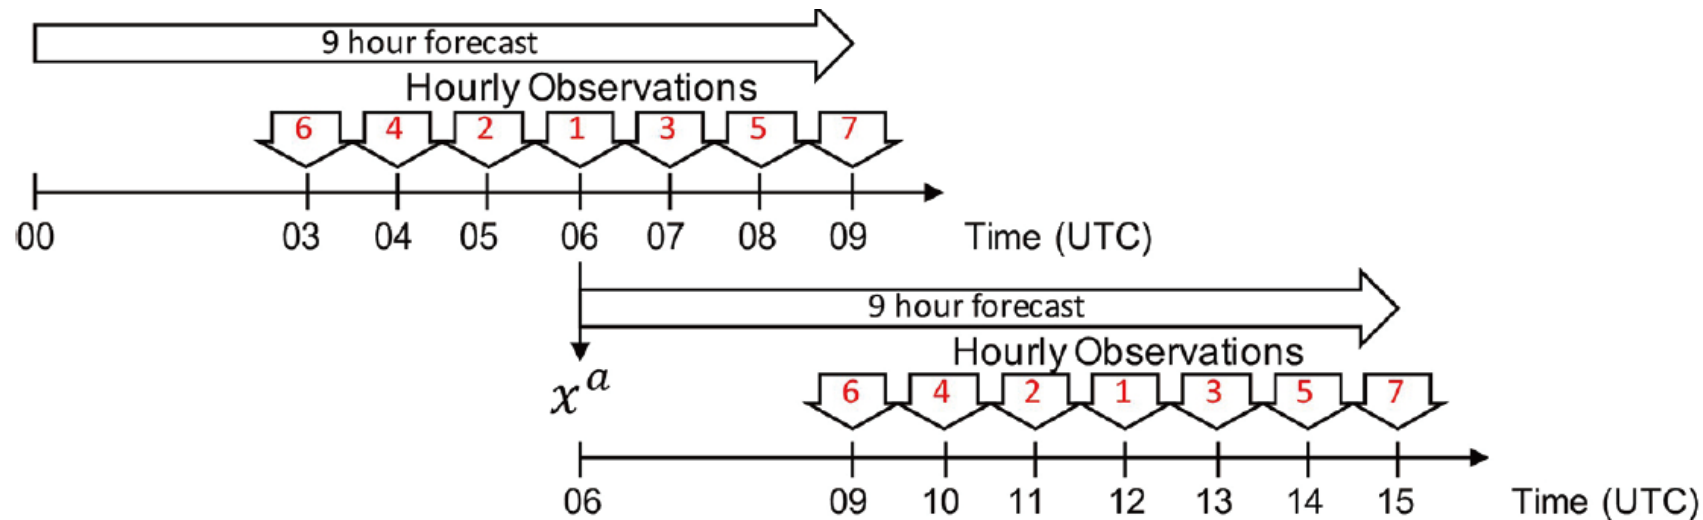 9 hour forecast
Hourly Observations
6 4 2 1 3 5 7
00 03 04 05 06 07 08 09 Time (UTC)
9 hour forecast
Hourly Observations
x^a
6 4 2 1 3 5 7
06 09 10 11 12 13 14 15 Time (UTC)